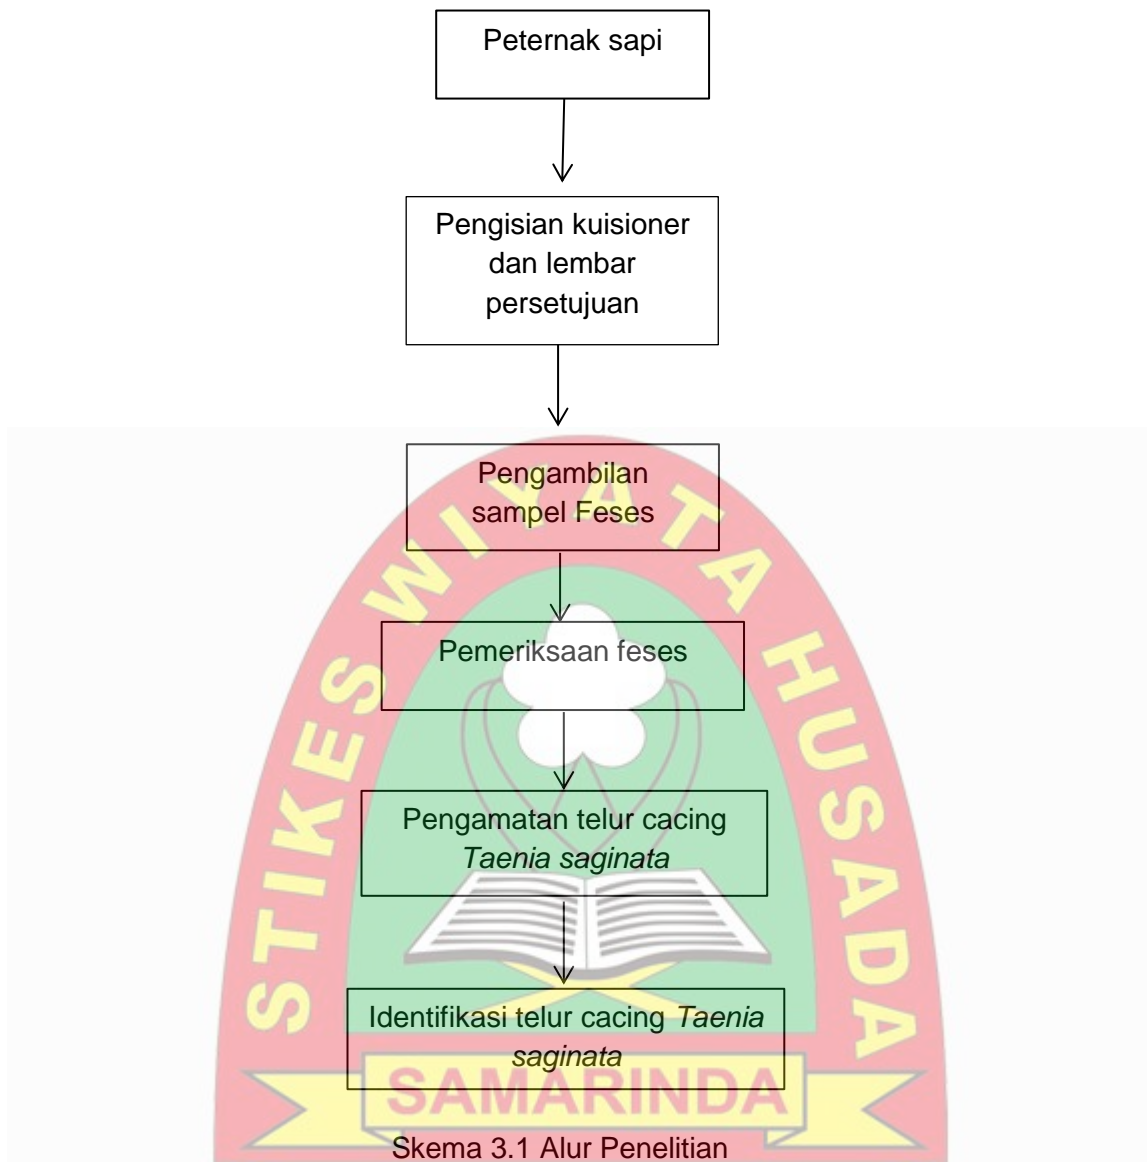 Peternak sapi
Pengisian kuisioner
dan lembar
persetujuan
Pengambilan
sampel Feses
Pemeriksaan feses
Pengamatan telur cacing
Taenia saginata
Identifikasi telur cacing Taenia
saginata
Skema 3.1 Alur Penelitian
STIKES WIYATA HUSADA
SAMARINDA